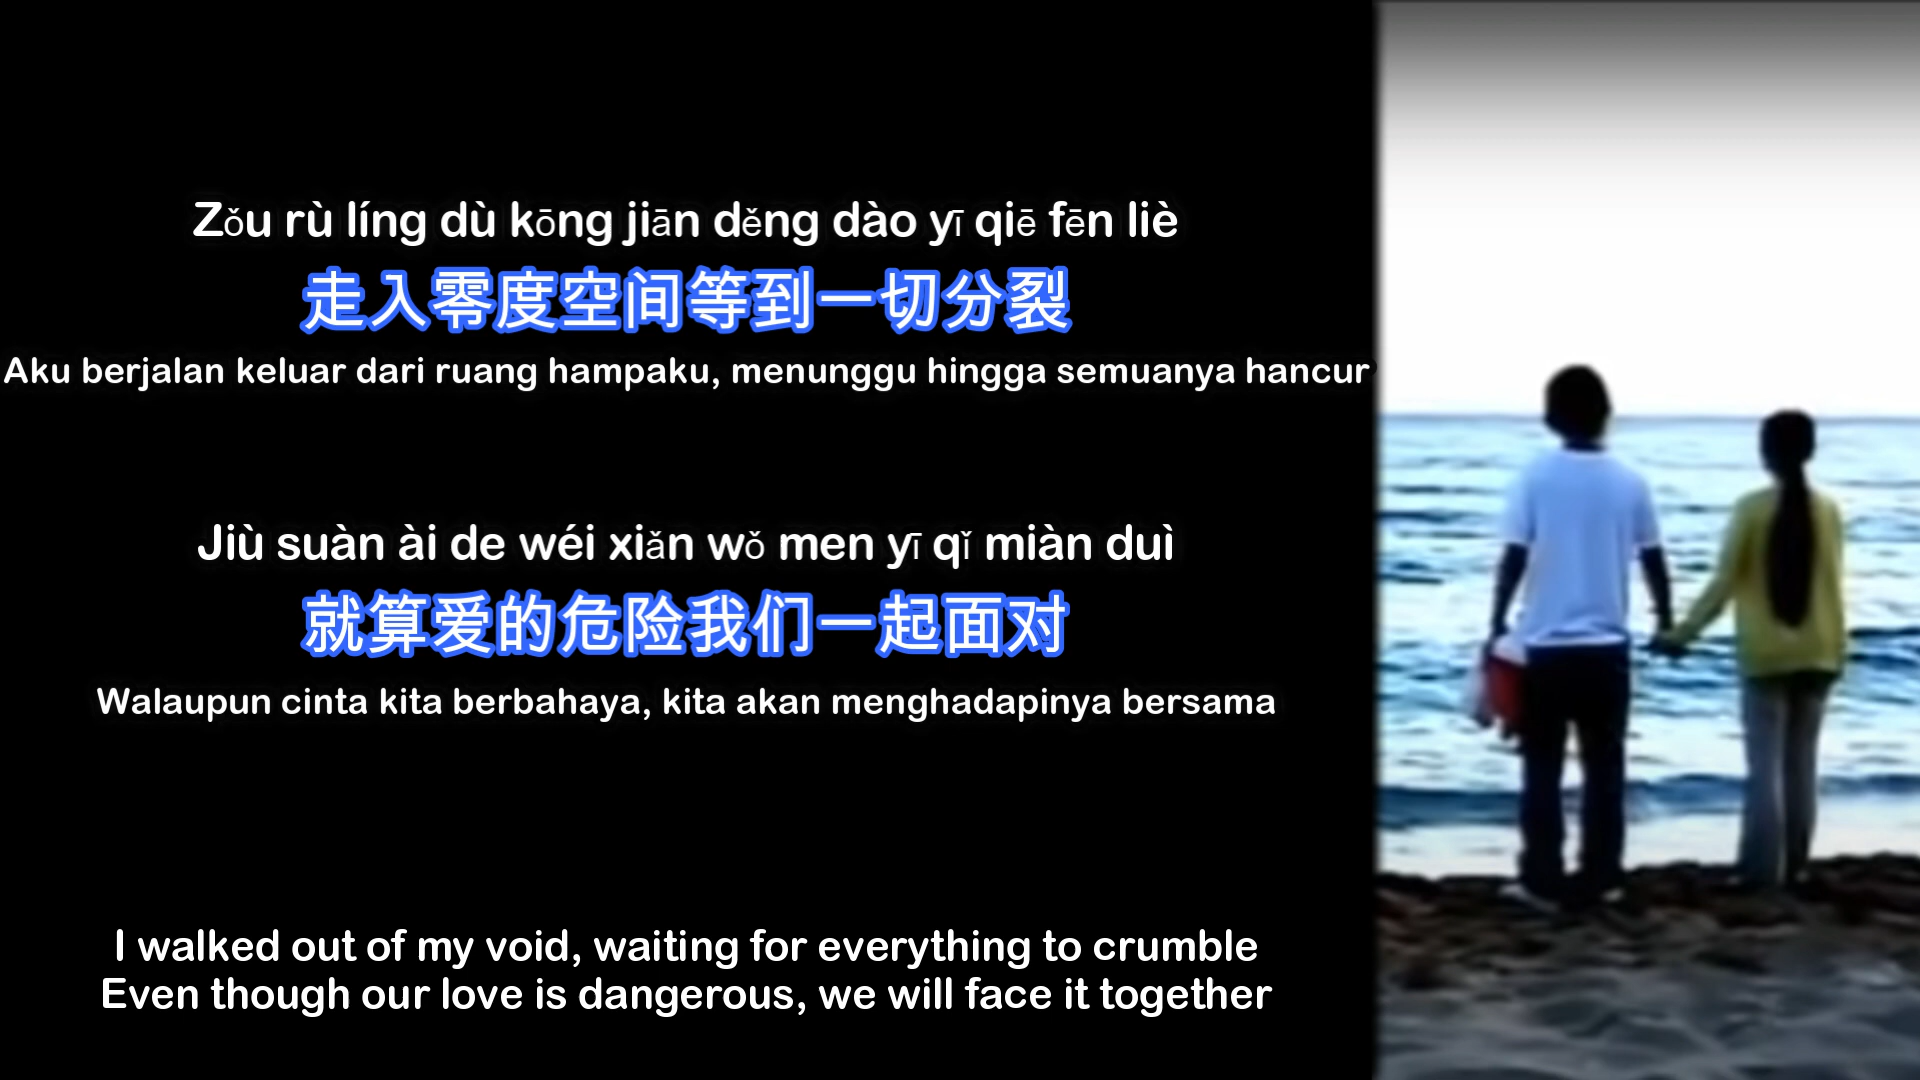 Zǒu rù líng dù kōng jiān děng dào yī qiē fēn liè
走入零度空间等到一切分裂
Aku berjalan keluar dari ruang hampaku, menunggu hingga semuanya hancur
Jiù suàn ài de wéi xiǎn wǒ men yī qǐ miàn duì
就算爱的危险我们一起面对
Walaupun cinta kita berbahaya, kita akan menghadapinya bersama
I walked out of my void, waiting for everything to crumble
Even though our love is dangerous, we will face it together